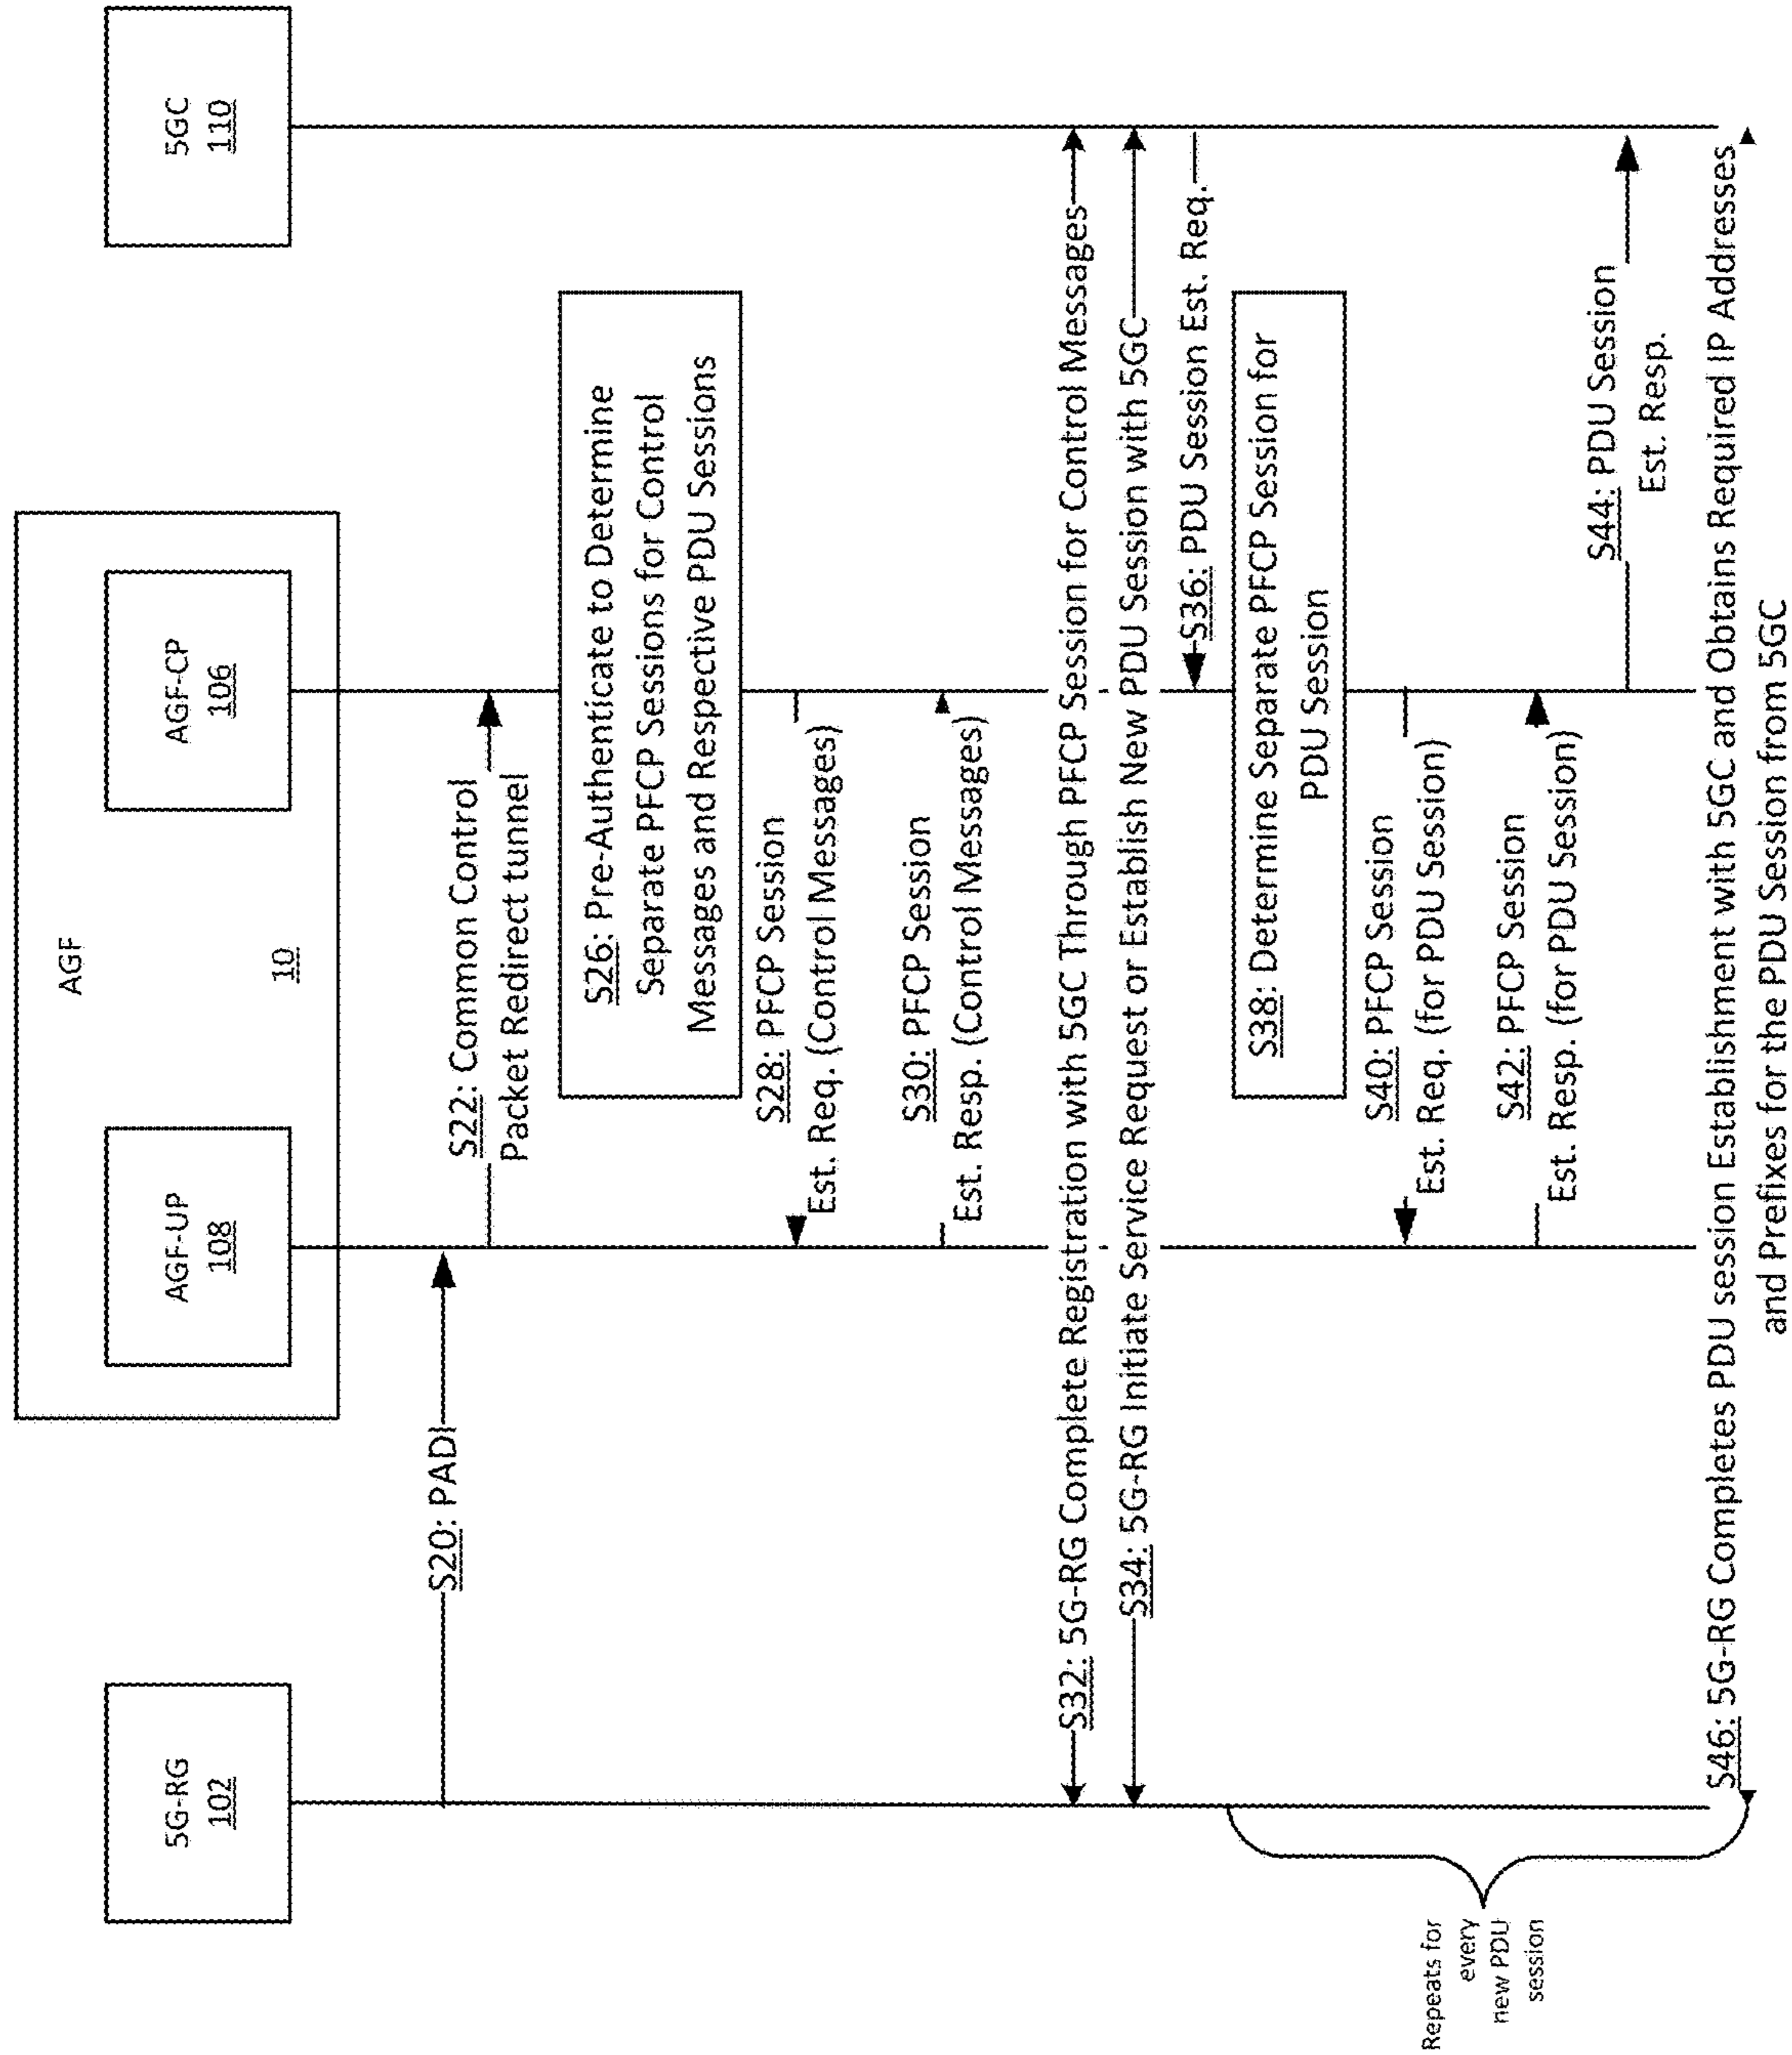 AGF
10
5G-RG
102
AGF-UP
108
AGF-CP
106
5GC
110
S20: PADI
S22: Common Control
Packet Redirect tunnel
S26: Pre-Authenticate to Determine
Separate PFCP Sessions for Control
Messages and Respective PDU Sessions
S28: PFCP Session
Est. Req. (Control Messages)
S30: PFCP Session
Est. Resp. (Control Messages)
S32: 5G-RG Complete Registration with 5GC Through PFCP Session for Control Messages
S34: 5G-RG Initiate Service Request or Establish New PDU Session with 5GC
S36: PDU Session Est. Req.
S38: Determine Separate PFCP Session for
PDU Session
S40: PFCP Session
Est. Req. (for PDU Session)
S42: PFCP Session
Est. Resp. (for PDU Session)
S44: PDU Session
Est. Resp.
Repeats for
every
new PDU
session
S46: 5G-RG Completes PDU session Establishment with 5GC and Obtains Required IP Addresses
and Prefixes for the PDU Session from 5GC